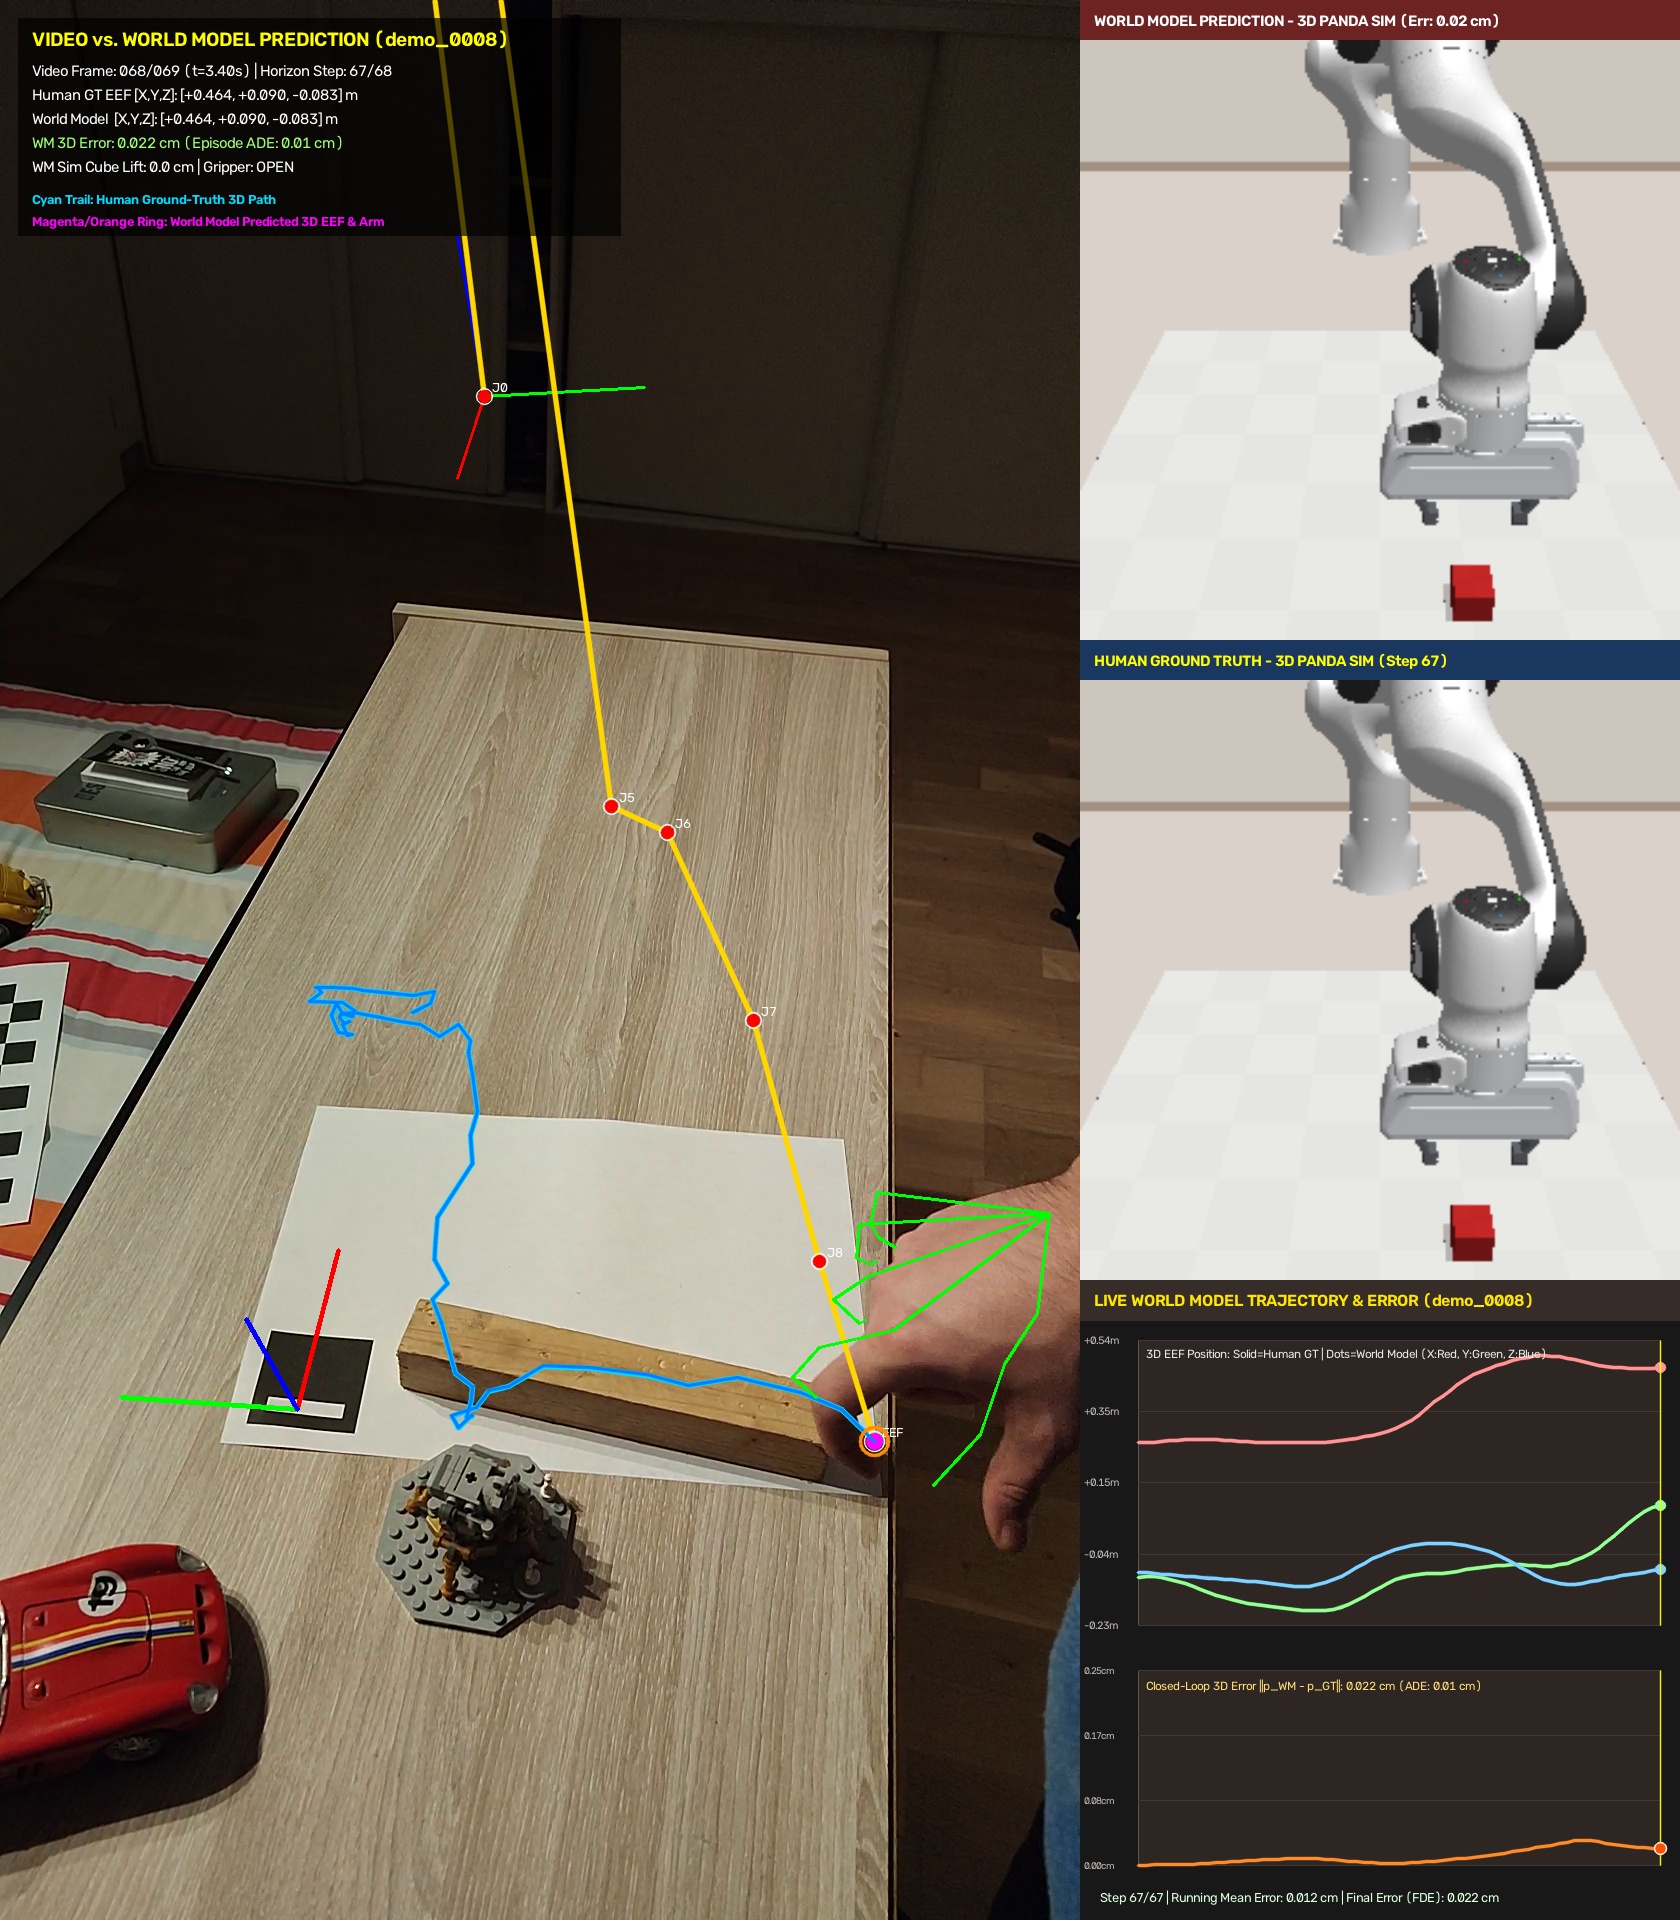 VIDEO vs. WORLD MODEL PREDICTION (demo_0008)
Video Frame: 068/069 (t=3.40s) | Horizon Step: 67/68
Human GT EEF [X,Y,Z]: [+0.464, +0.090, -0.083] m
World Model [X,Y,Z]: [+0.464, +0.090, -0.083] m
WM 3D Error: 0.022 cm (Episode ADE: 0.01 cm)
WM Sim Cube Lift: 0.0 cm | Gripper: OPEN
Cyan Trail: Human Ground-Truth 3D Path
Magenta/Orange Ring: World Model Predicted 3D EEF & Arm
J0
J5
J6
J7
J8
EEF
19
WORLD MODEL PREDICTION - 3D PANDA SIM (Err: 0.02 cm)
HUMAN GROUND TRUTH - 3D PANDA SIM (Step 67)
LIVE WORLD MODEL TRAJECTORY & ERROR (demo_0008)
+0.54m
3D EEF Position: Solid=Human GT | Dots=World Model (X:Red, Y:Green, Z:Blue)
+0.35m
+0.15m
-0.04m
-0.23m
0.25cm
Closed-Loop 3D Error ||p_WM - p_GT||: 0.022 cm (ADE: 0.01 cm)
0.17cm
0.08cm
0.00cm
Step 67/67 | Running Mean Error: 0.012 cm | Final Error (FDE): 0.022 cm